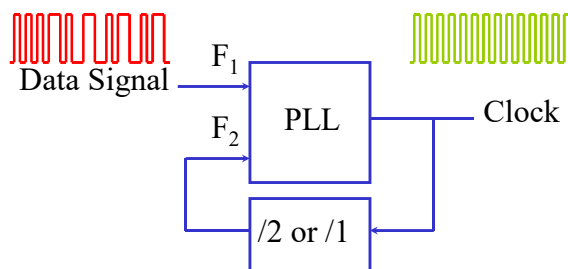 F₁
Data Signal
F₂
PLL
Clock
/2 or /1